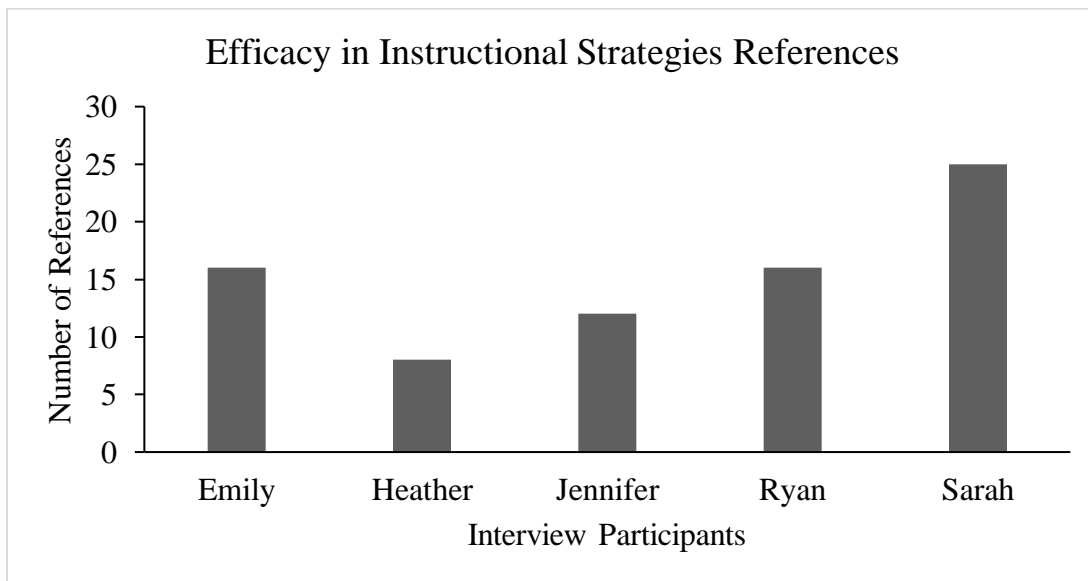 Efficacy in Instructional Strategies References
Number of References
30
25
20
15
10
5
0
Emily Heather Jennifer Ryan Sarah
Interview Participants